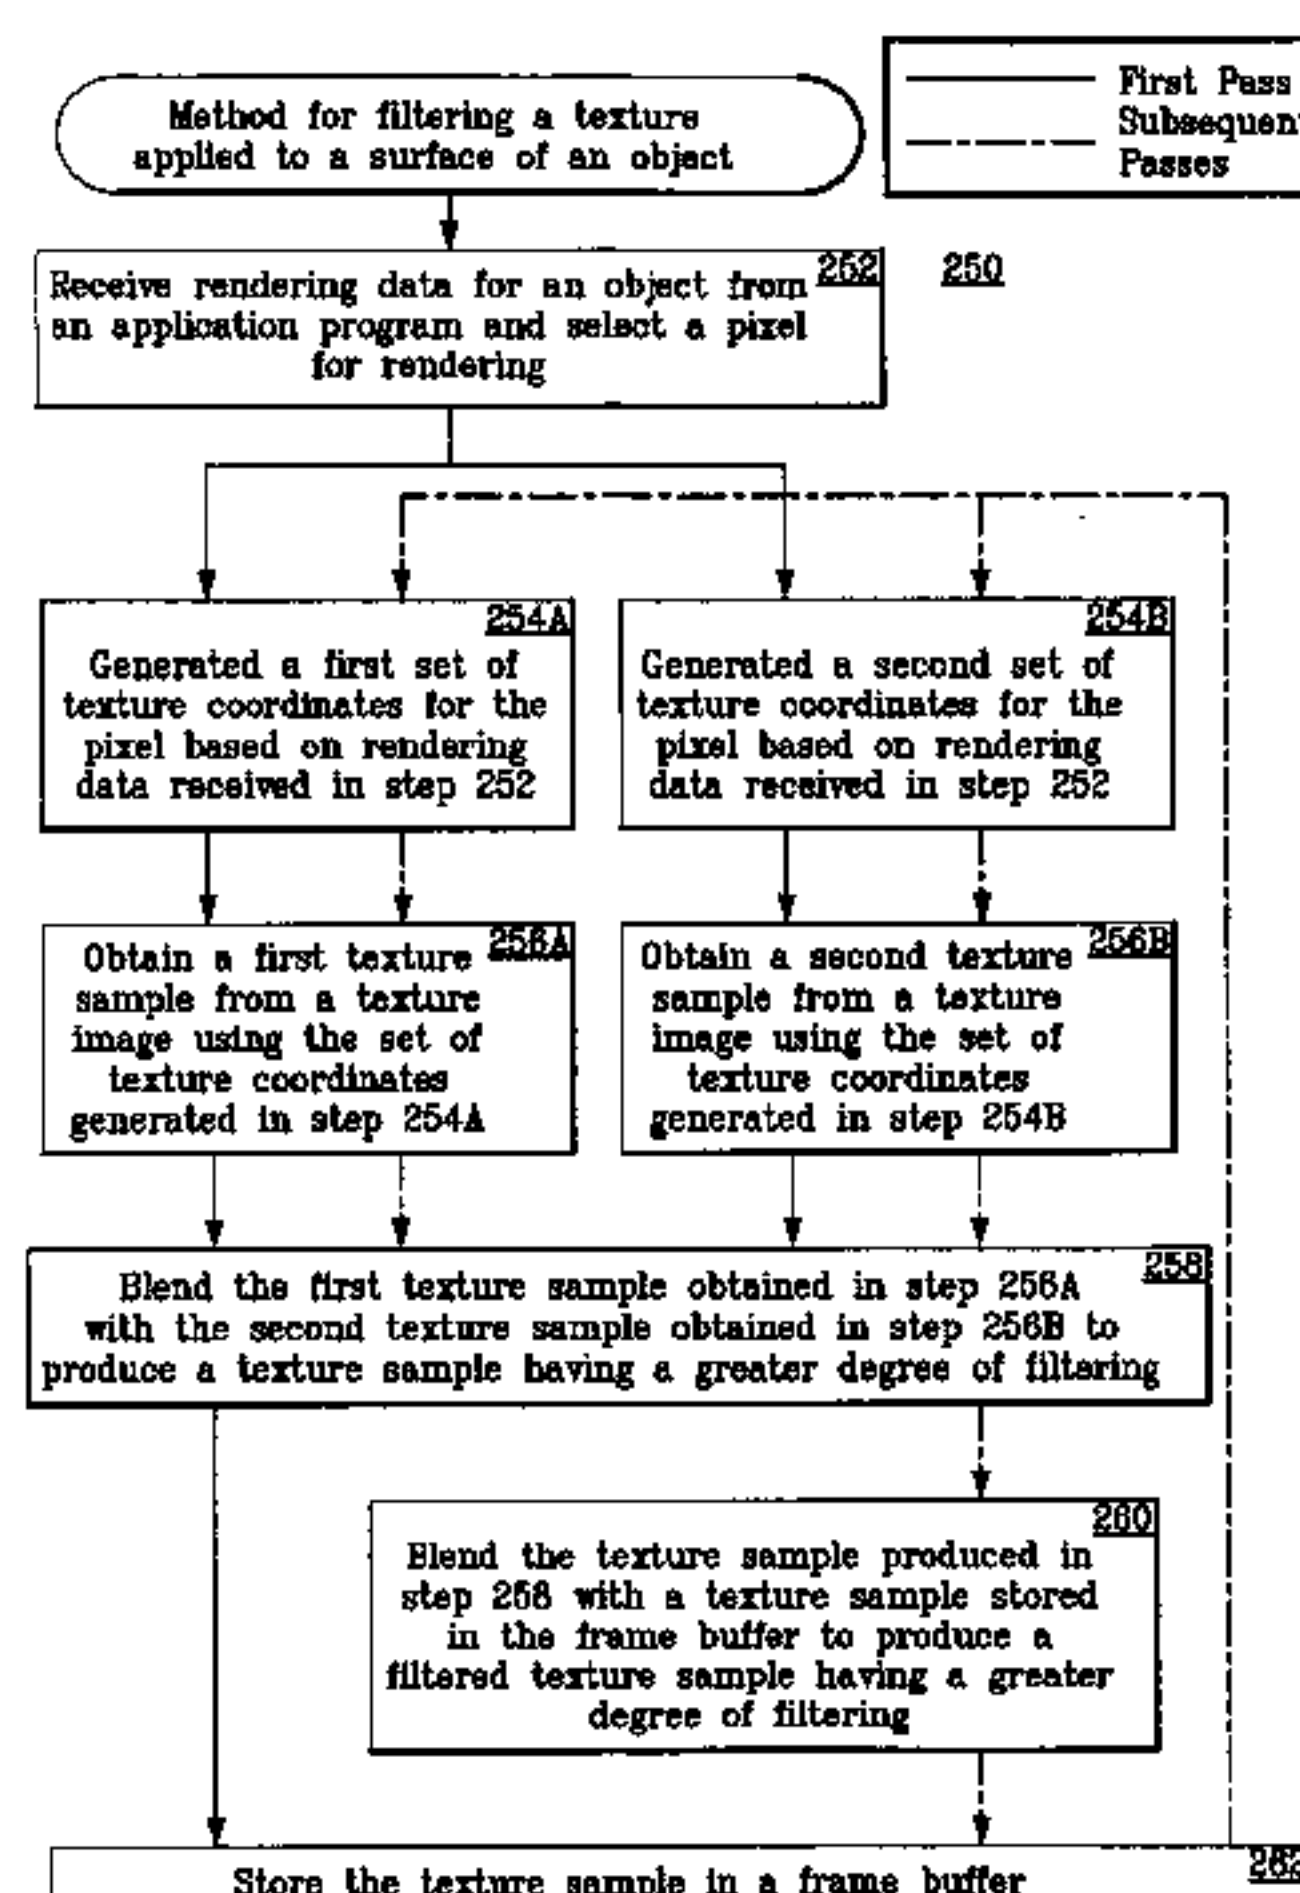 Method for filtering a texture
applied to a surface of an object
First Pass
Subsequent
Passes
252
250
Receive rendering data for an object from
an application program and select a pixel
for rendering
254A
Generated a first set of
texture coordinates for the
pixel based on rendering
data received in step 252
254B
Generated a second set of
texture coordinates for the
pixel based on rendering
data received in step 252
256A
Obtain a first texture
sample from a texture
image using the set of
texture coordinates
generated in step 254A
256B
Obtain a second texture
sample from a texture
image using the set of
texture coordinates
generated in step 254B
258
Blend the first texture sample obtained in step 256A
with the second texture sample obtained in step 256B to
produce a texture sample having a greater degree of filtering
260
Blend the texture sample produced in
step 258 with a texture sample stored
in the frame buffer to produce a
filtered texture sample having a greater
degree of filtering
262
Store the texture sample in a frame buffer